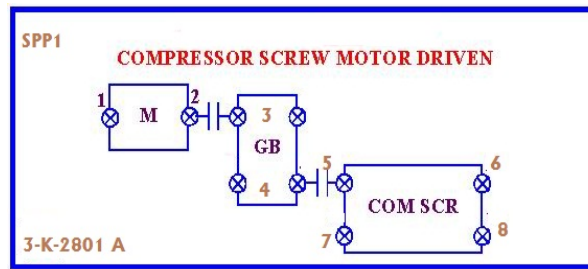 SPP1
COMPRESSOR SCREW MOTOR DRIVEN
1 2
M
3
GB
4
5 6
COM SCR
7 8
3-K-2801 A